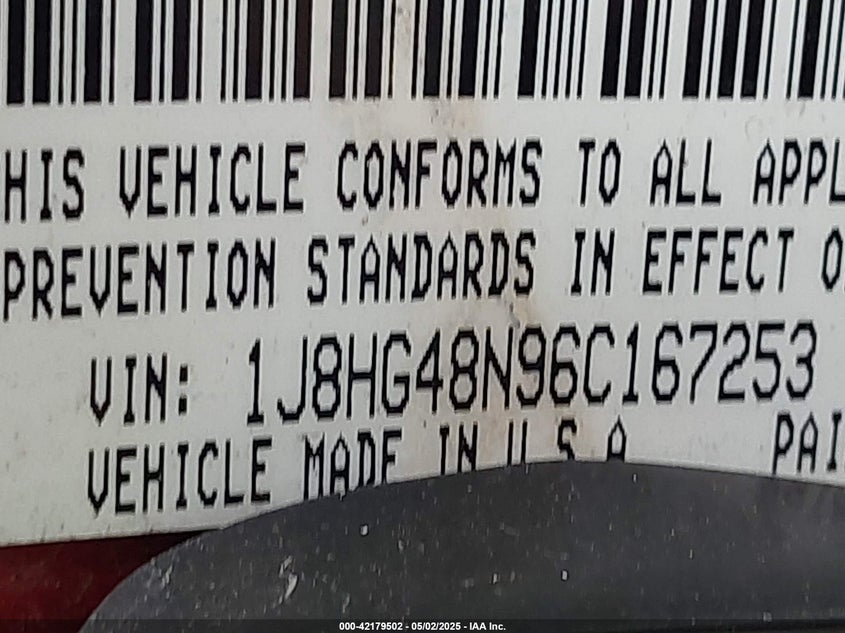 HIS VEHICLE CONFORMS TO ALL APPL
PREVENTION STANDARDS IN EFFECT O
VIN: 1J8HG48N96C167253
VEHICLE MADE IN U.S.A. PAI
000-42179502 - 05/02/2025 - IAA Inc.